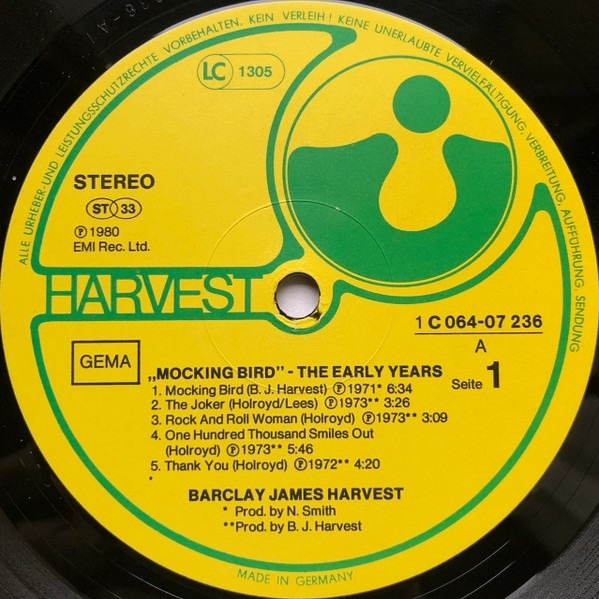 ALLE URHEBER- UND LEISTUNGSSCHUTZRECHTE VORBEHALTEN. KEIN VERLEIH! KEINE UNERLAUBTE VERVIELFÄLTIGUNG, VERBREITUNG, AUFFÜHRUNG, SENDUNG
LC 1305
STEREO
ST 33
Ⓟ 1980
EMI Rec. Ltd.
HARVEST
1 C 064-07 236
A
Seite 1
GEMA
„MOCKING BIRD” - THE EARLY YEARS
1. Mocking Bird (B. J. Harvest) Ⓟ 1971* 6:34
2. The Joker (Holroyd/Lees) Ⓟ 1973** 3:26
3. Rock And Roll Woman (Holroyd) Ⓟ 1973** 3:09
4. One Hundred Thousand Smiles Out
(Holroyd) Ⓟ 1973** 5:46
5. Thank You (Holroyd) Ⓟ 1972** 4:20
*
BARCLAY JAMES HARVEST
* Prod. by N. Smith
**Prod. by B. J. Harvest
MADE IN GERMANY